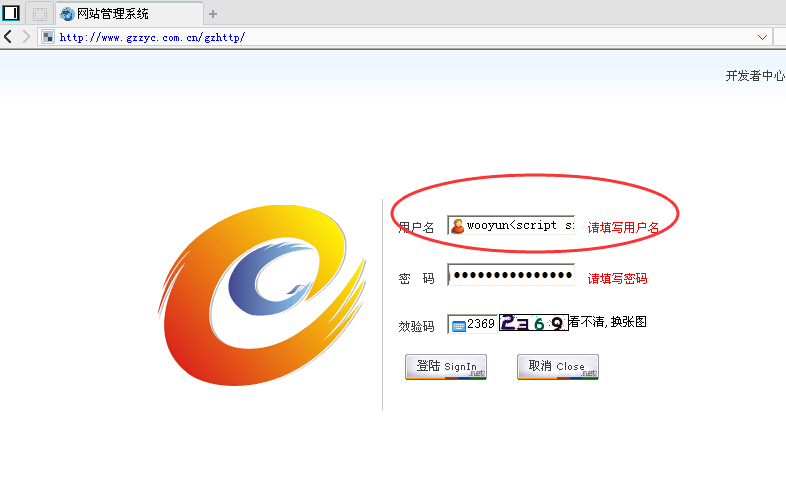 网站管理系统
http://www.gzzyc.com.cn/gzhttp/
开发者中心
用户名 wooyun<script s 请填写用户名
密 码 ••••••••••••••• 请填写密码
效验码 2369 2369 看不清,换张图
登陆 SignIn .net 取消 Close .net